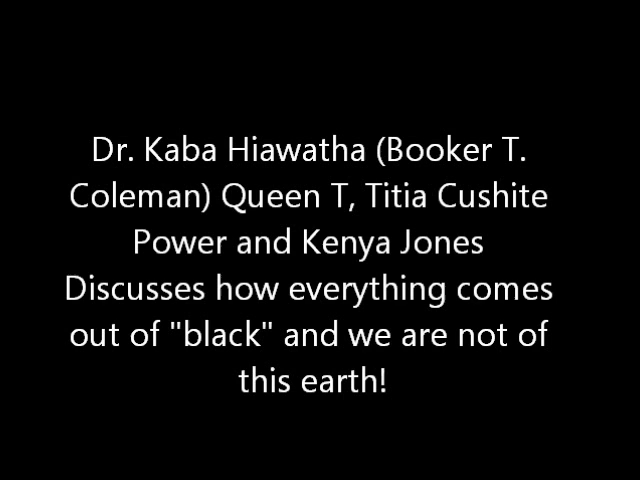 Dr. Kaba Hiawatha (Booker T.
Coleman) Queen T, Titia Cushite
Power and Kenya Jones
Discusses how everything comes
out of "black" and we are not of
this earth!